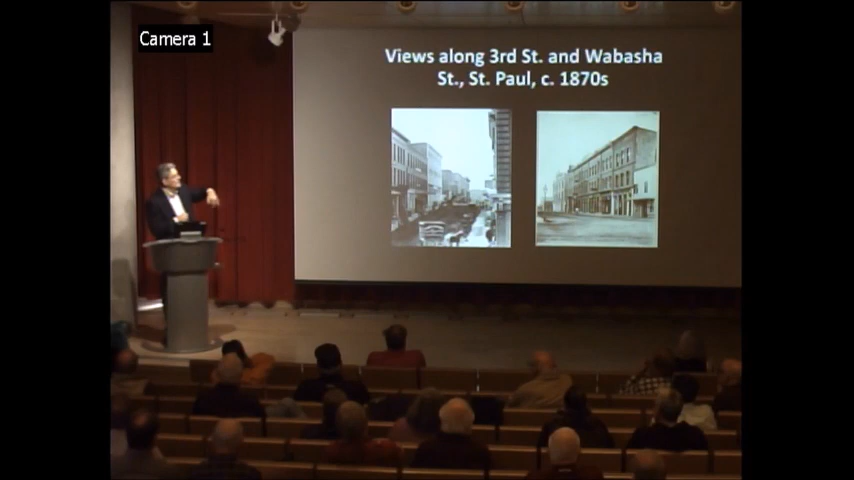 Camera 1
Views along 3rd St. and Wabasha
St., St. Paul, c. 1870s